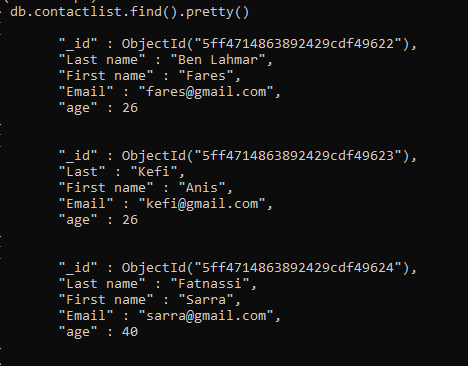 db.contactlist.find().pretty()
"_id" : ObjectId("5ff4714863892429cdf49622"),
"Last name" : "Ben Lahmar",
"First name" : "Fares",
"Email" : "fares@gmail.com",
"age" : 26
"_id" : ObjectId("5ff4714863892429cdf49623"),
"Last" : "Kefi",
"First name" : "Anis",
"Email" : "kefi@gmail.com",
"age" : 26
"_id" : ObjectId("5ff4714863892429cdf49624"),
"Last name" : "Fatnassi",
"First name" : "Sarra",
"Email" : "sarra@gmail.com",
"age" : 40